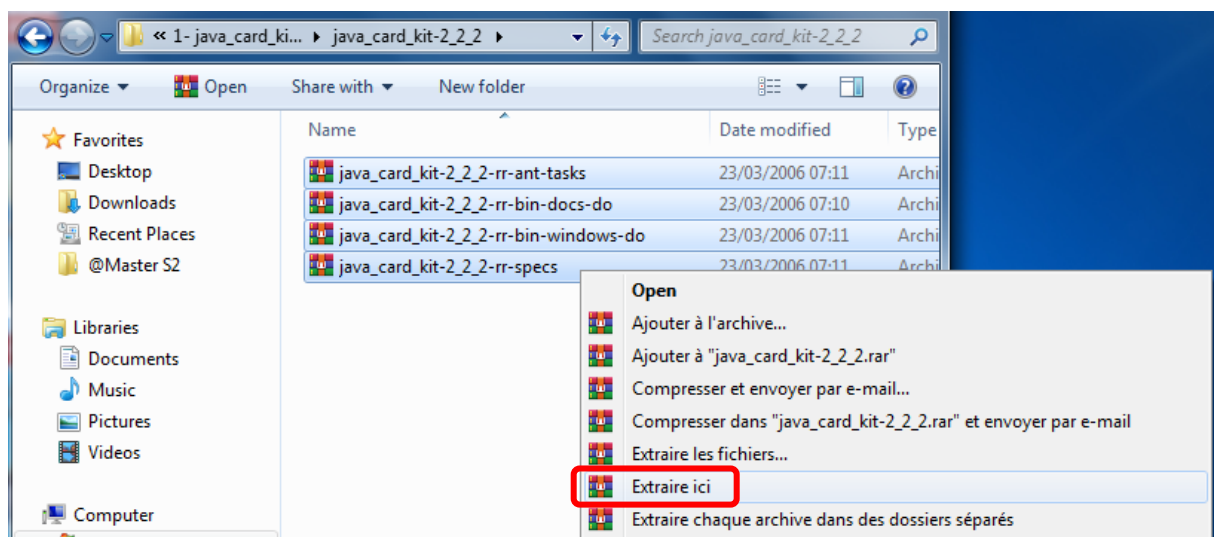 « 1- java_card_ki... ▸ java_card_kit-2_2_2 ▸ Search java_card_kit-2_2_2
Organize Open Share with New folder
Name Date modified Type
Favorites
Desktop
Downloads
Recent Places
@Master S2
Libraries
Documents
Music
Pictures
Videos
Computer
java_card_kit-2_2_2-rr-ant-tasks 23/03/2006 07:11 Archi
java_card_kit-2_2_2-rr-bin-docs-do 23/03/2006 07:10 Archi
java_card_kit-2_2_2-rr-bin-windows-do 23/03/2006 07:11 Archi
java_card_kit-2_2_2-rr-specs 23/03/2006 07:11 Archi
Open
Ajouter à l'archive...
Ajouter à "java_card_kit-2_2_2.rar"
Compresser et envoyer par e-mail...
Compresser dans "java_card_kit-2_2_2.rar" et envoyer par e-mail
Extraire les fichiers...
Extraire ici
Extraire chaque archive dans des dossiers séparés